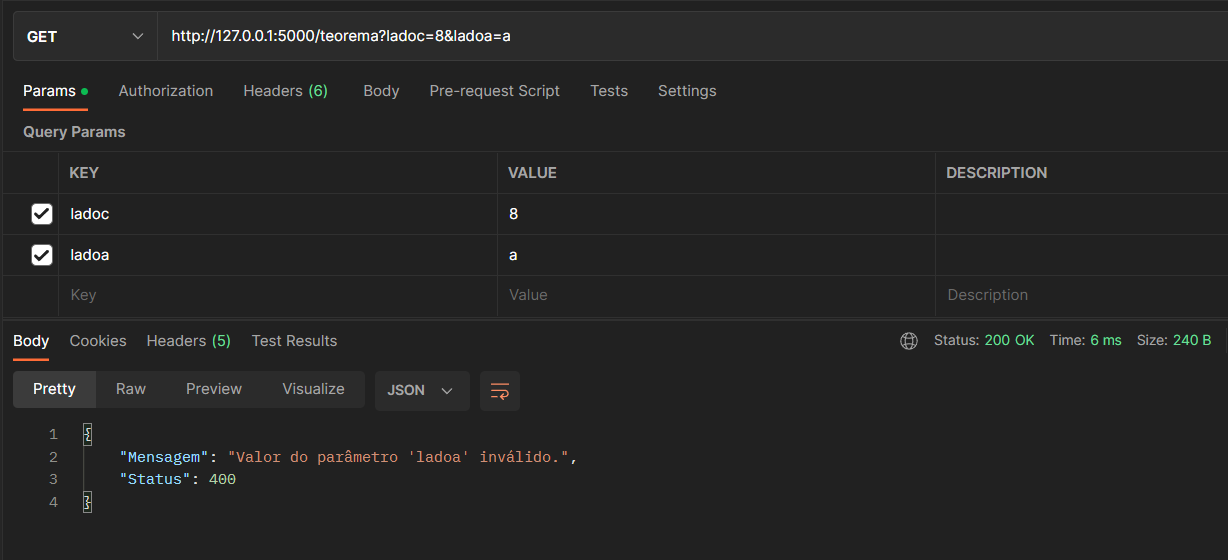 GET http://127.0.0.1:5000/teorema?ladoc=8&ladoa=a
Params Authorization Headers (6) Body Pre-request Script Tests Settings
Query Params
KEY VALUE DESCRIPTION
ladoc 8
ladoa a
Key Value Description
Body Cookies Headers (5) Test Results Status: 200 OK Time: 6 ms Size: 240 B
Pretty Raw Preview Visualize JSON
1 {
2 "Mensagem": "Valor do parâmetro 'ladoa' inválido.",
3 "Status": 400
4 }